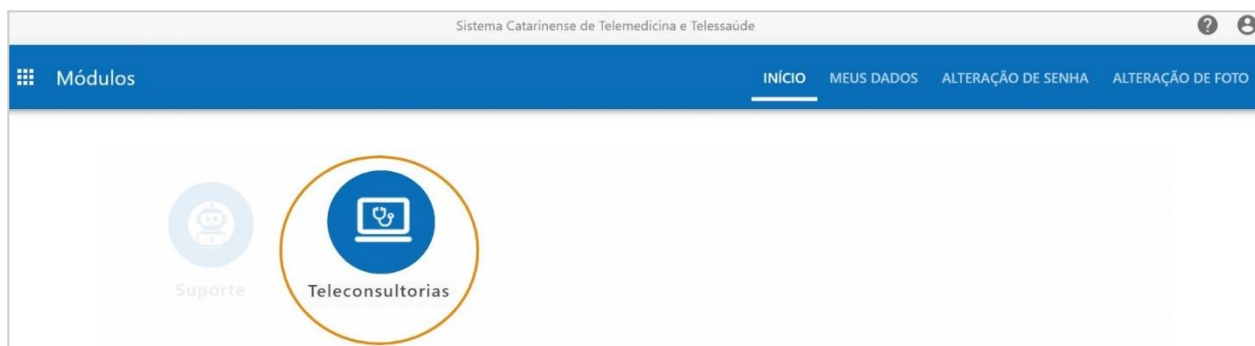 Sistema Catarinense de Telemedicina e Telessaúde
Módulos
INÍCIO MEUS DADOS ALTERAÇÃO DE SENHA ALTERAÇÃO DE FOTO
Suporte
Teleconsultorias